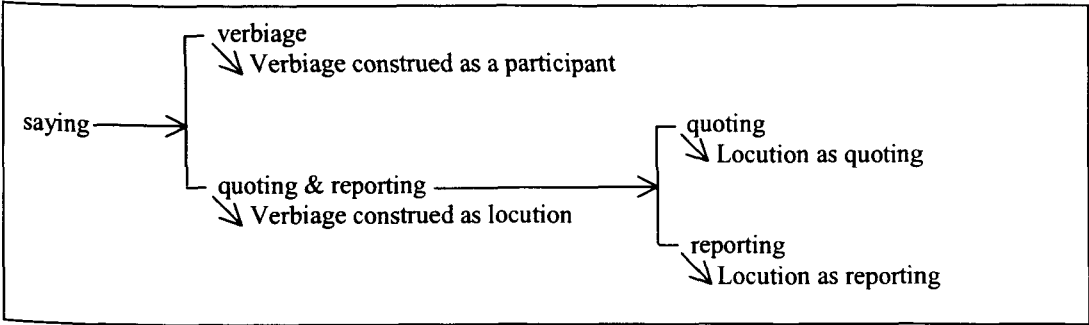 verbiage
Verbiage construed as a participant
saying
quoting & reporting
Verbiage construed as locution
quoting
Locution as quoting
reporting
Locution as reporting